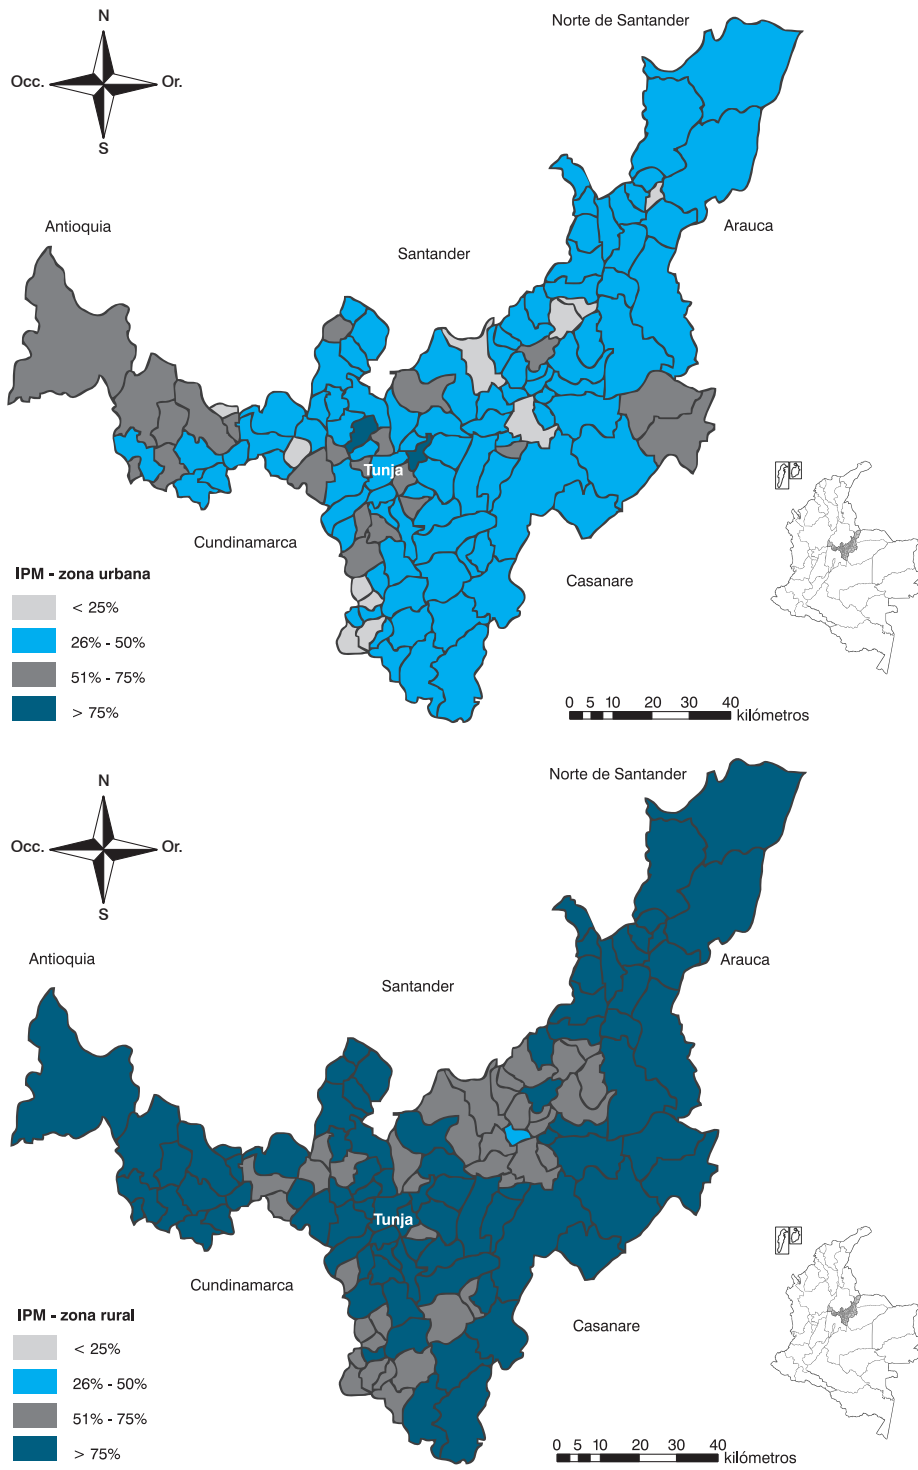 N
Norte de Santander
Occ.
Or.
S
Antioquia
Arauca
Santander
Tunja
Cundinamarca
Casanare
IPM - zona urbana
< 25%
26% - 50%
51% - 75%
> 75%
0 5 10 20 30 40
kilómetros
N
Norte de Santander
Occ.
Or.
S
Antioquia
Arauca
Santander
Tunja
Cundinamarca
Casanare
IPM - zona rural
< 25%
26% - 50%
51% - 75%
> 75%
0 5 10 20 30 40
kilómetros